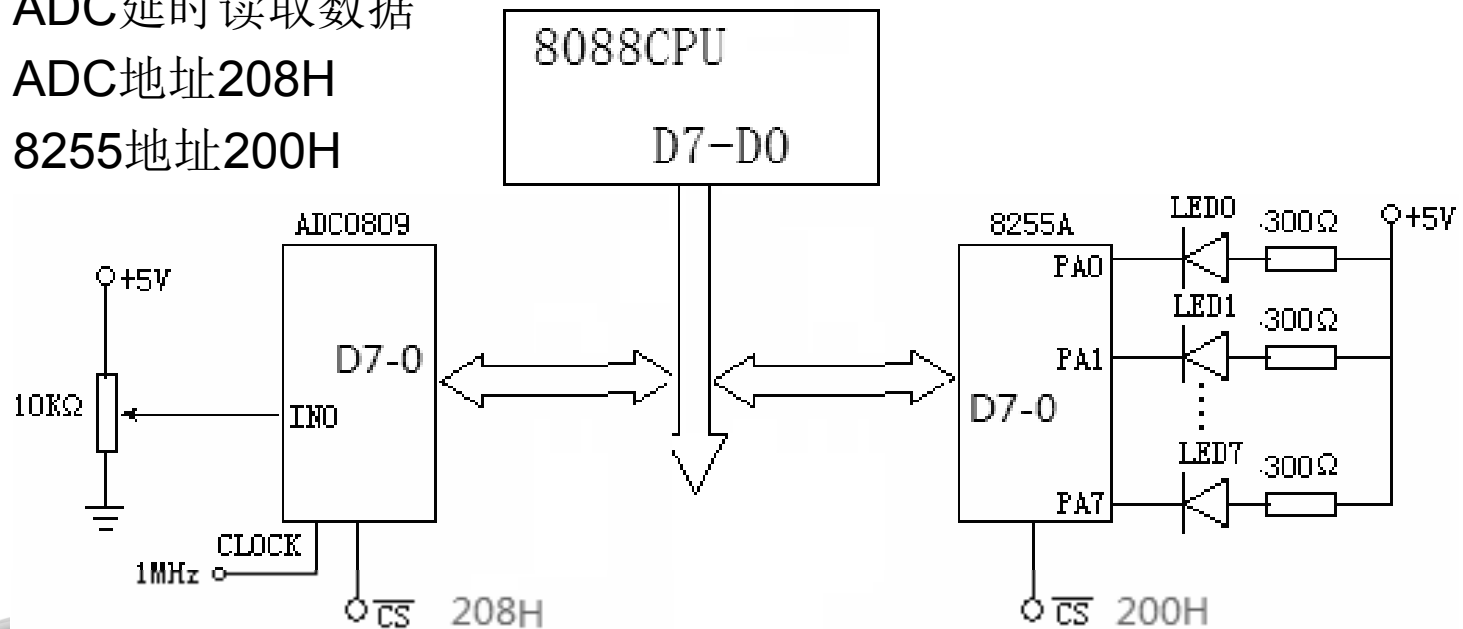 ADC延时读取数据
ADC地址208H
8255地址200H
8088CPU
D7-D0
ADC0809
+5V
D7-0
10KΩ
IN0
CLOCK
1MHz
CS 208H
8255A
PA0
LED0
300Ω
+5V
LED1
300Ω
PA1
D7-0
LED7
300Ω
PA7
CS 200H